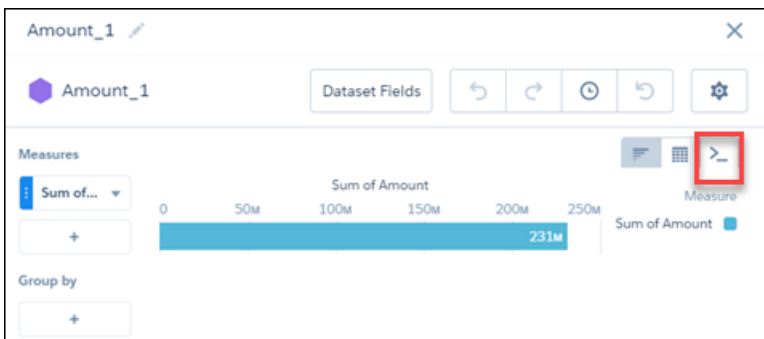 Amount_1
Amount_1
Dataset Fields
Measures
Sum of...
+
Group by
+
Sum of Amount
0 50M 100M 150M 200M 250M
231M
Measure
Sum of Amount